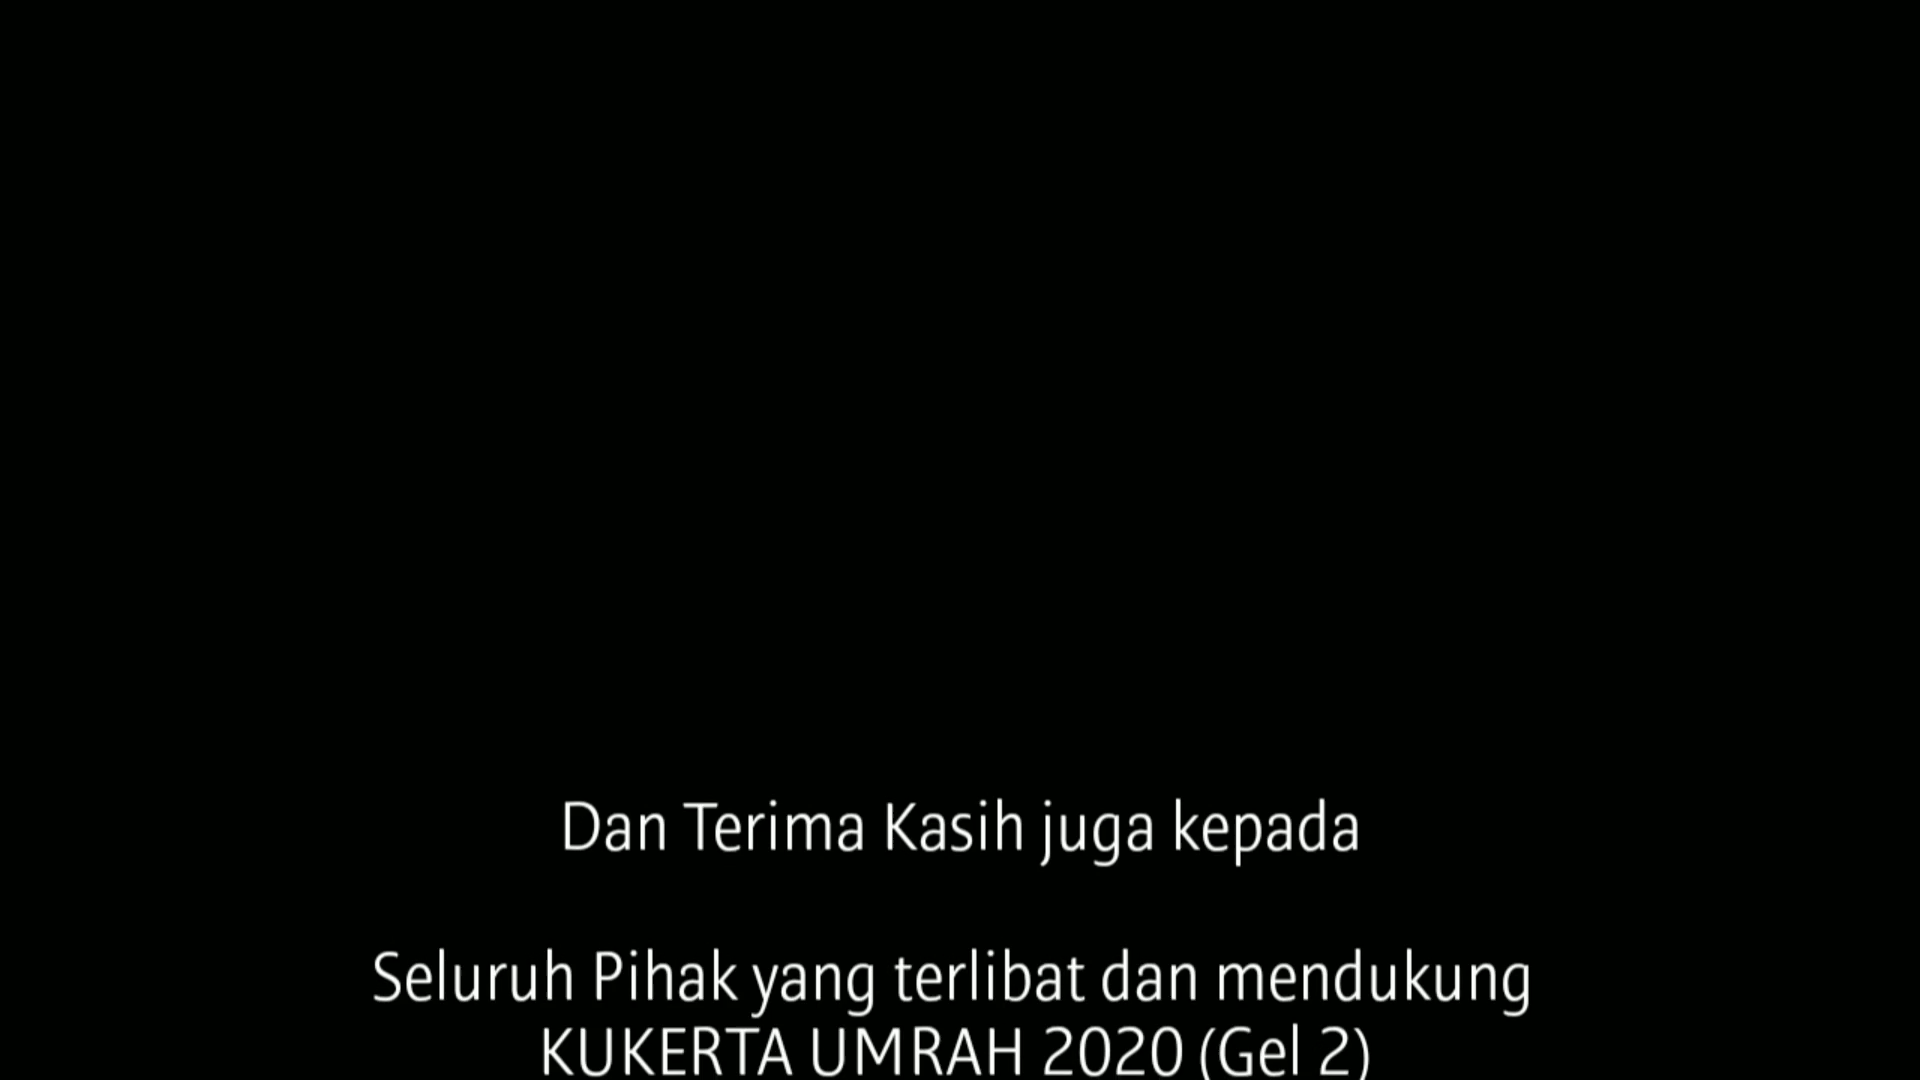 Dan Terima Kasih juga kepada
Seluruh Pihak yang terlibat dan mendukung
KUKERTA UMRAH 2020 (Gel 2)